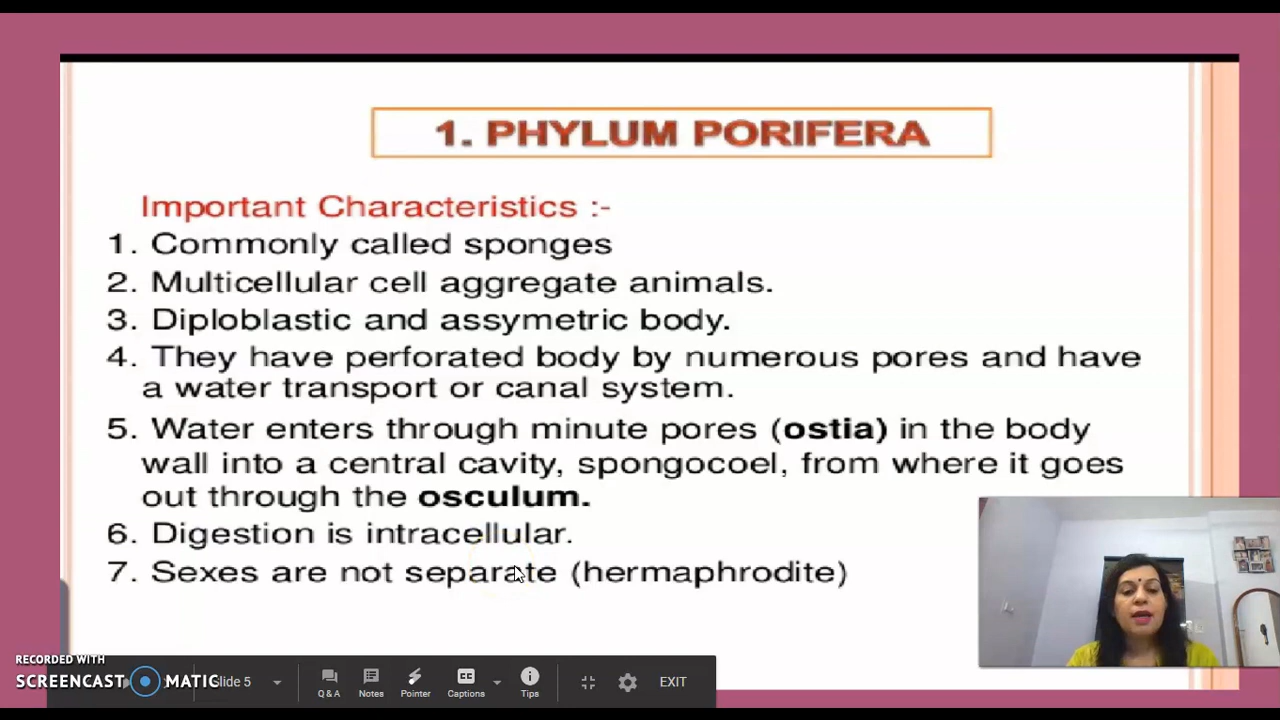 1. PHYLUM PORIFERA
Important Characteristics :-
1. Commonly called sponges
2. Multicellular cell aggregate animals.
3. Diploblastic and assymetric body.
4. They have perforated body by numerous pores and have
a water transport or canal system.
5. Water enters through minute pores (ostia) in the body
wall into a central cavity, spongocoel, from where it goes
out through the osculum.
6. Digestion is intracellular.
7. Sexes are not separate (hermaphrodite)
RECORDED WITH
SCREENCAST MATIC
lide 5
Q & A
Notes
Pointer
Captions
Tips
EXIT